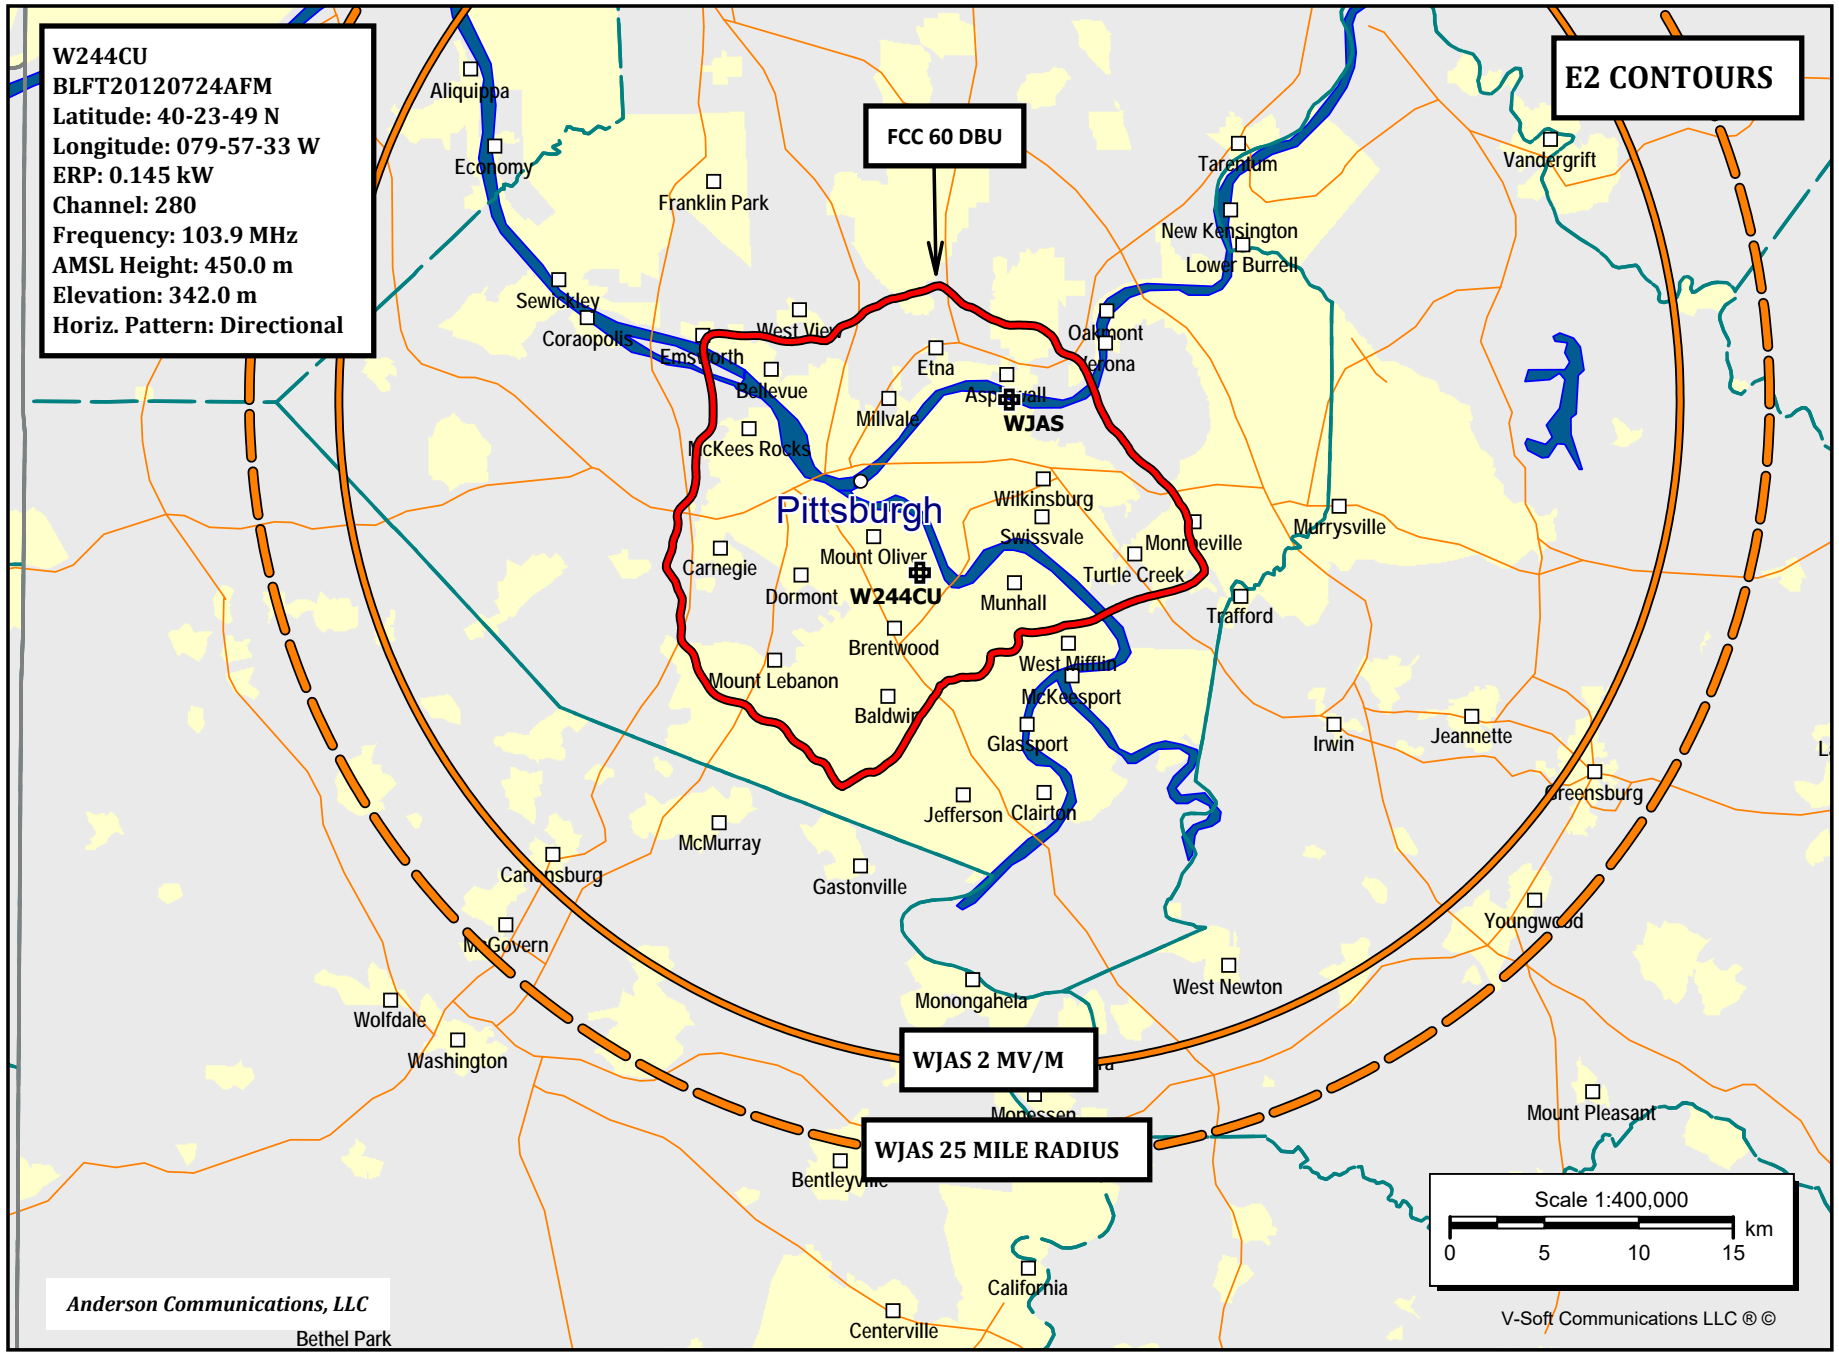 W244CU
BLFT20120724AFM
Latitude: 40-23-49 N
Longitude: 079-57-33 W
ERP: 0.145 kW
Channel: 280
Frequency: 103.9 MHz
AMSL Height: 450.0 m
Elevation: 342.0 m
Horiz. Pattern: Directional
E2 CONTOURS
FCC 60 DBU
Aliquippa
Economy
Franklin Park
Tarentum
Vandergrift
New Kensington
Lower Burrell
Sewickley
Coraopolis
West View
Emsworth
Etna
Oakmont
Verona
Bellevue
Millvale
Aspinwall
WJAS
McKees Rocks
Pittsburgh
Wilkinsburg
Swissvale
Murrysville
Monroeville
Mount Oliver
Carnegie
Turtle Creek
Dormont
W244CU
Munhall
Trafford
Brentwood
West Mifflin
Mount Lebanon
McKeesport
Baldwin
Glassport
Irwin
Jeannette
Greensburg
Jefferson
Clairton
McMurray
Canonsburg
Gastonville
Youngwood
McGovern
West Newton
Monongahela
Wolfdale
Washington
WJAS 2 MV/M
Monessen
Mount Pleasant
WJAS 25 MILE RADIUS
Bentleyville
Scale 1:400,000
km
0 5 10 15
California
Centerville
Anderson Communications, LLC
Bethel Park
V-Soft Communications LLC ® ©